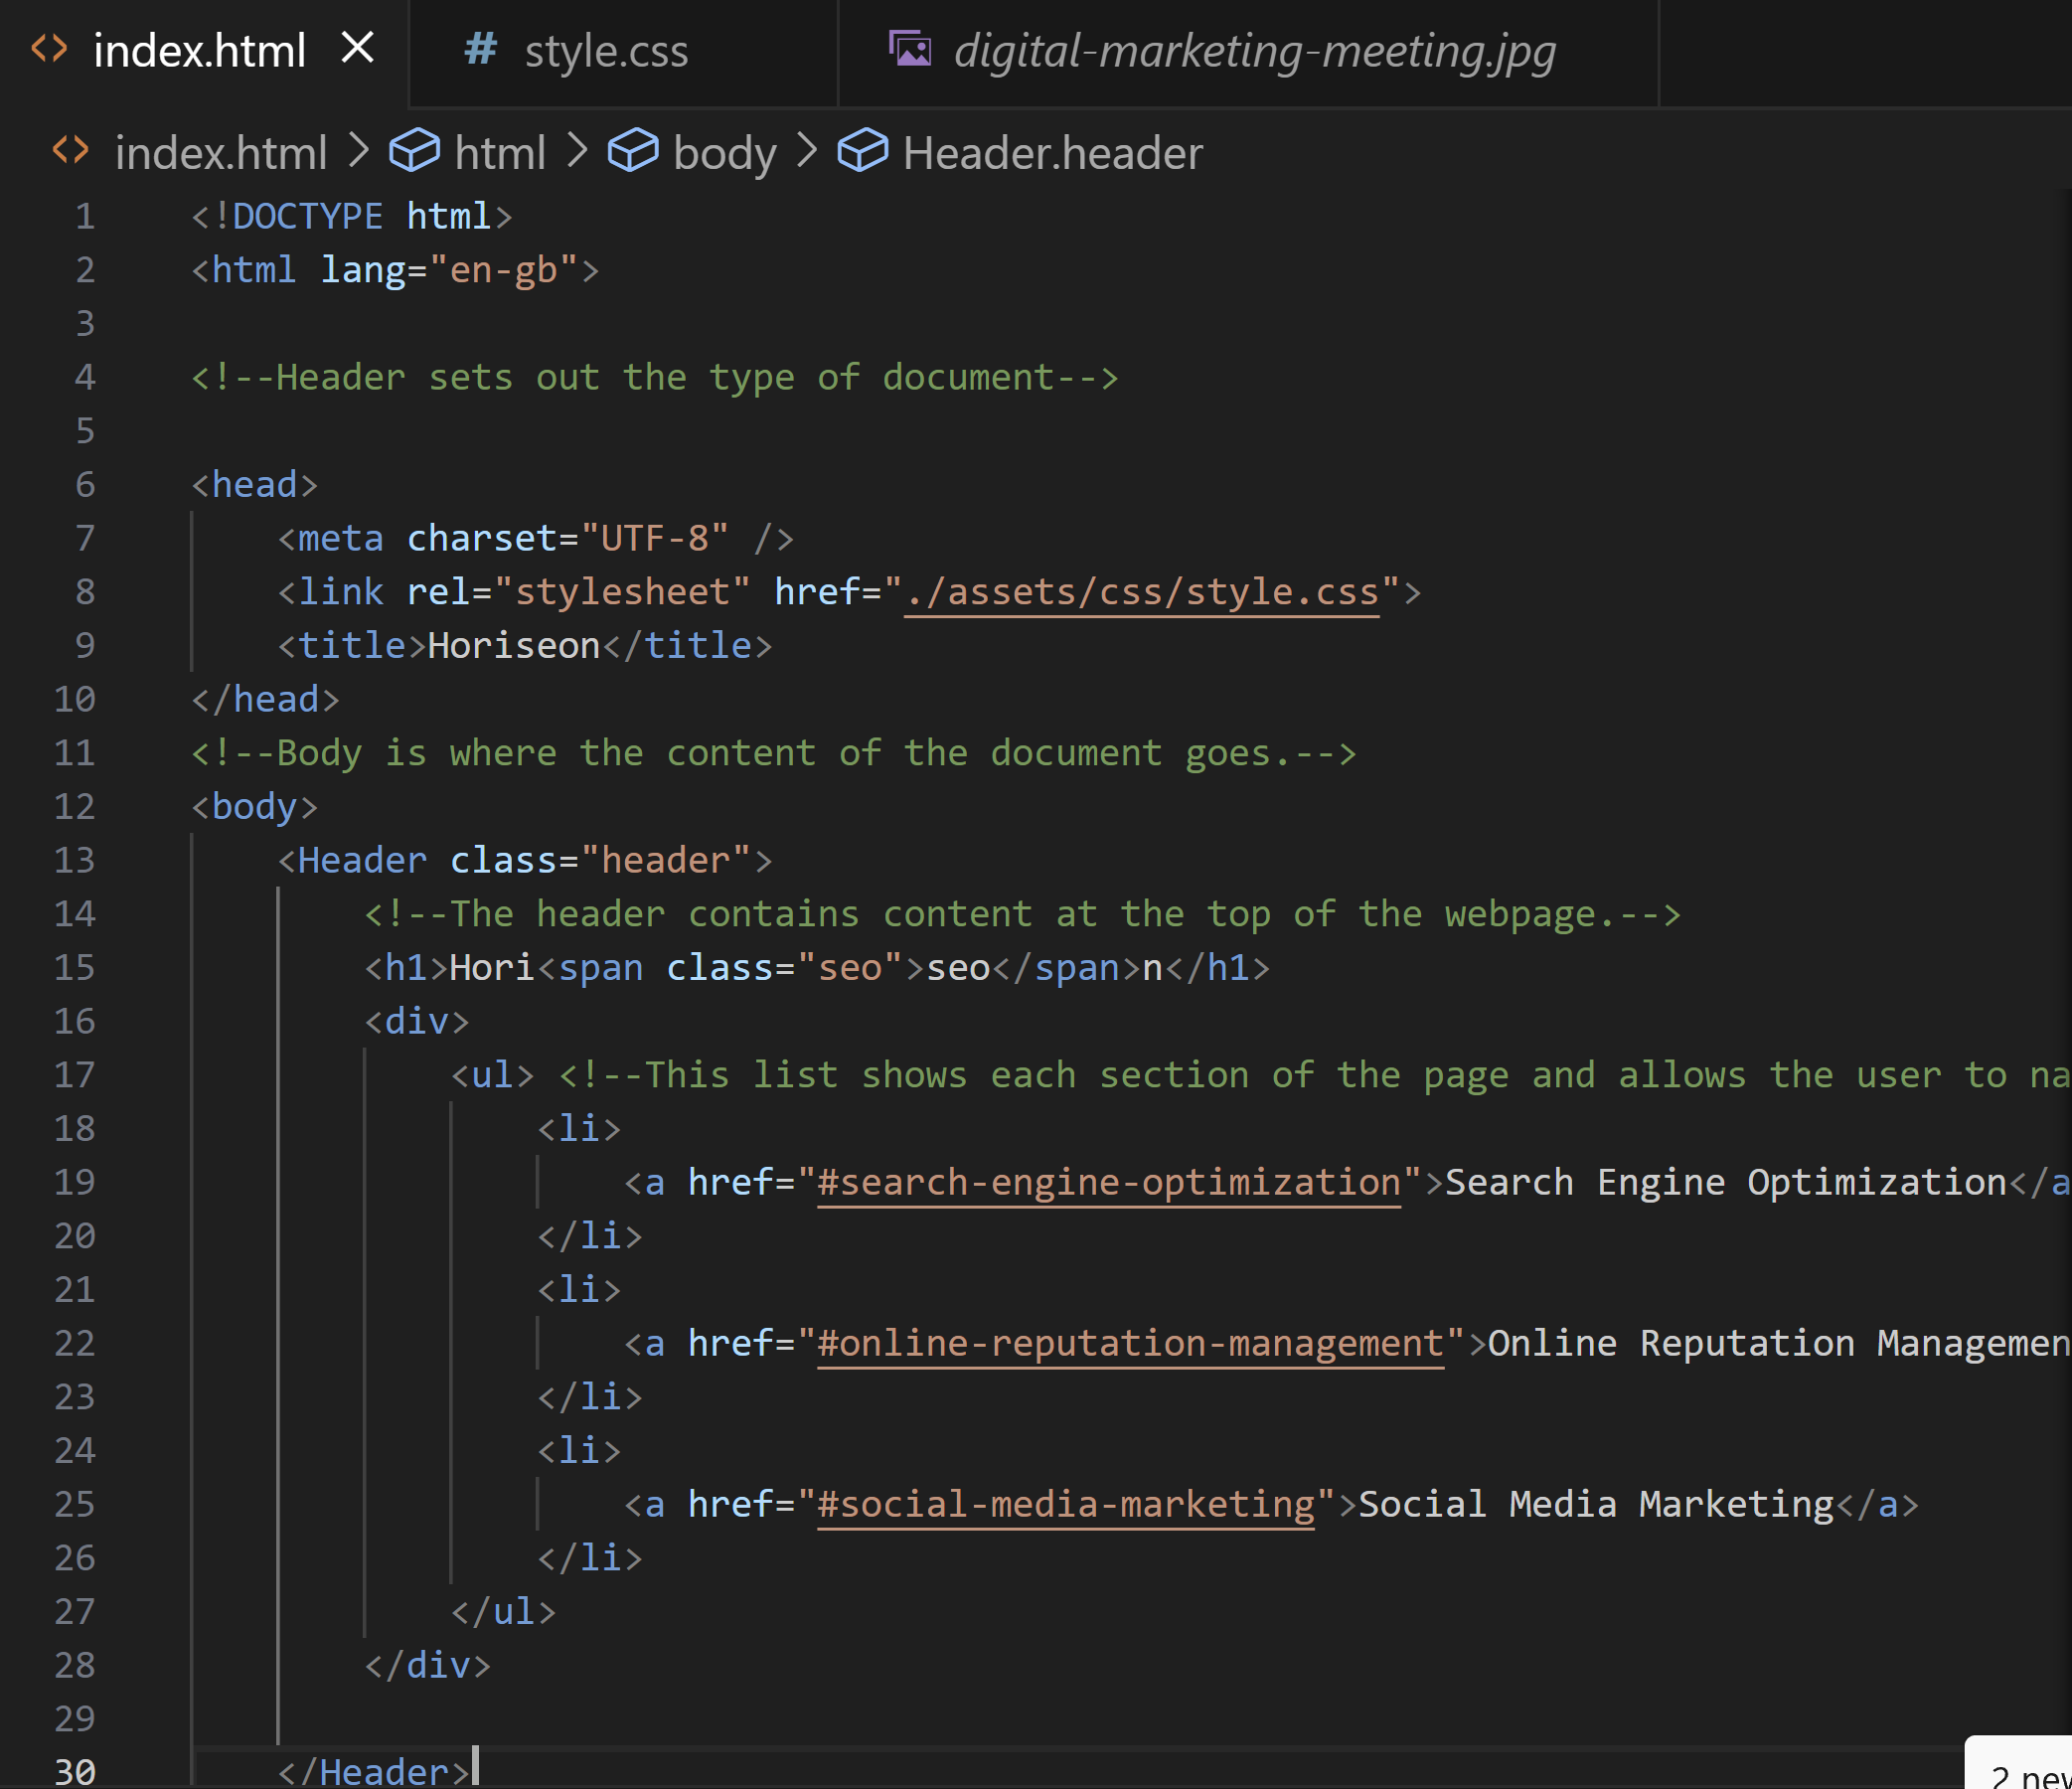 index.html style.css digital-marketing-meeting.jpg
index.html > html > body > Header.header
1 <!DOCTYPE html>
2 <html lang="en-gb">
3
4 <!--Header sets out the type of document-->
5
6 <head>
7 <meta charset="UTF-8" />
8 <link rel="stylesheet" href="./assets/css/style.css">
9 <title>Horiseon</title>
10 </head>
11 <!--Body is where the content of the document goes.-->
12 <body>
13 <Header class="header">
14 <!--The header contains content at the top of the webpage.-->
15 <h1>Hori<span class="seo">seo</span>n</h1>
16 <div>
17 <ul> <!--This list shows each section of the page and allows the user to na
18 <li>
19 <a href="#search-engine-optimization">Search Engine Optimization</a
20 </li>
21 <li>
22 <a href="#online-reputation-management">Online Reputation Managemen
23 </li>
24 <li>
25 <a href="#social-media-marketing">Social Media Marketing</a>
26 </li>
27 </ul>
28 </div>
29
30 </Header>
2 new